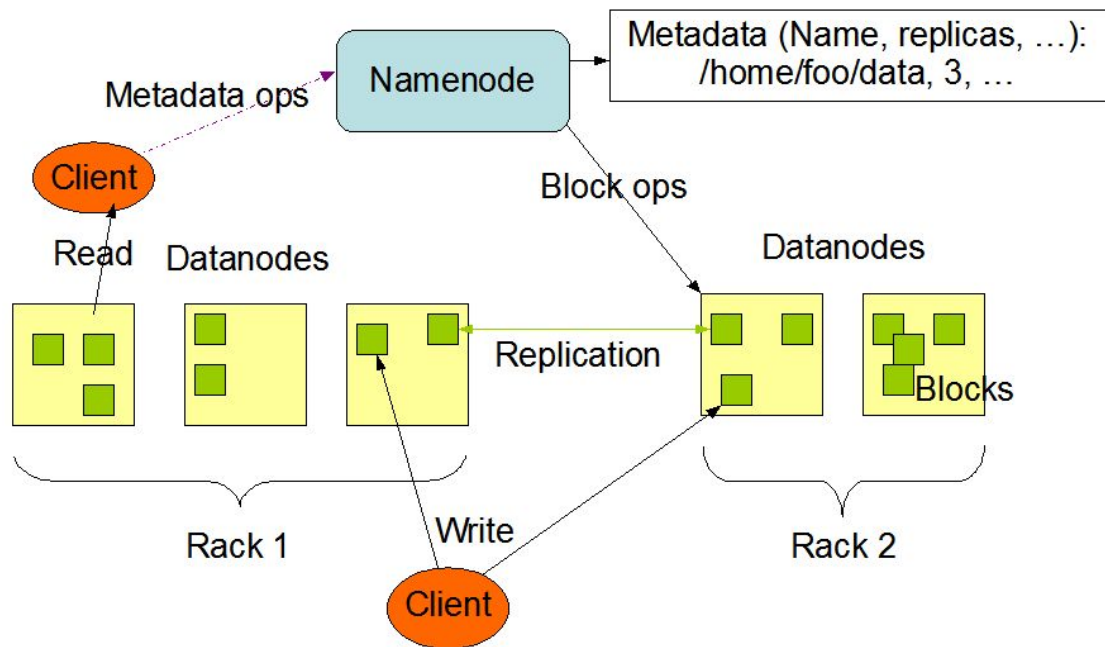 Metadata (Name, replicas, …):
/home/foo/data, 3, …
Namenode
Metadata ops
Client
Block ops
Read
Datanodes
Datanodes
Replication
Blocks
Write
Rack 1
Rack 2
Client